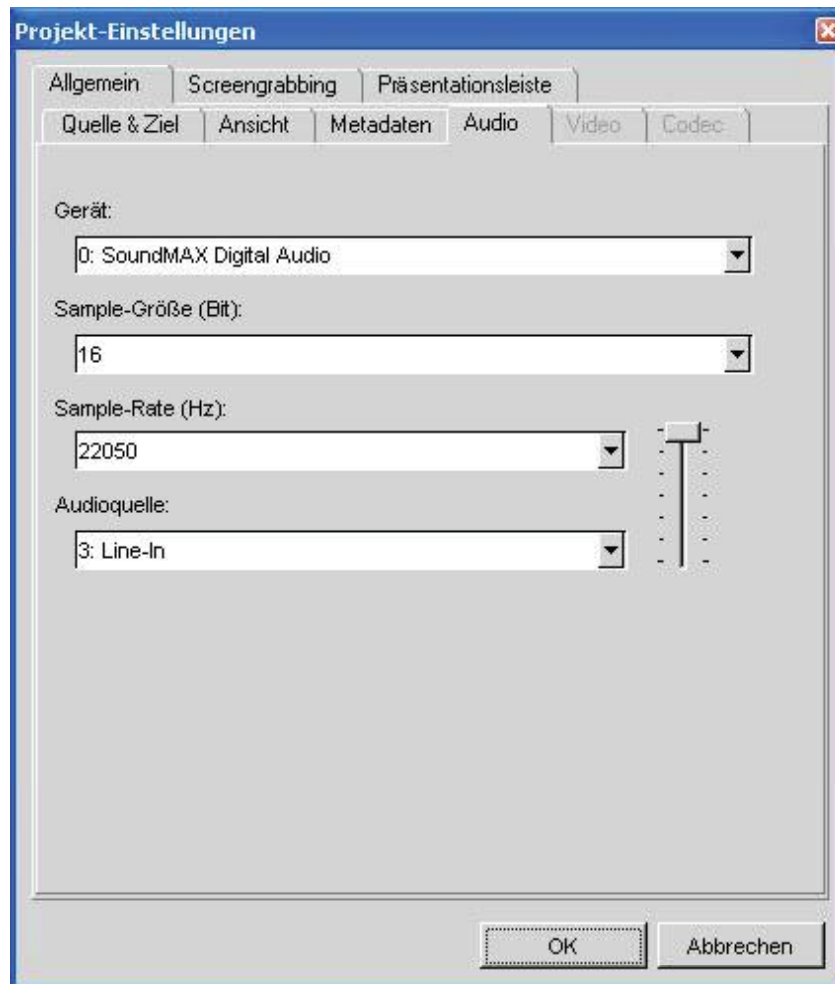 Projekt-Einstellungen
Allgemein Screengrabbing Präsentationsleiste
Quelle & Ziel Ansicht Metadaten Audio Video Codec
Gerät:
0: SoundMAX Digital Audio
Sample-Größe (Bit):
16
Sample-Rate (Hz):
22050
Audioquelle:
3: Line-In
OK Abbrechen